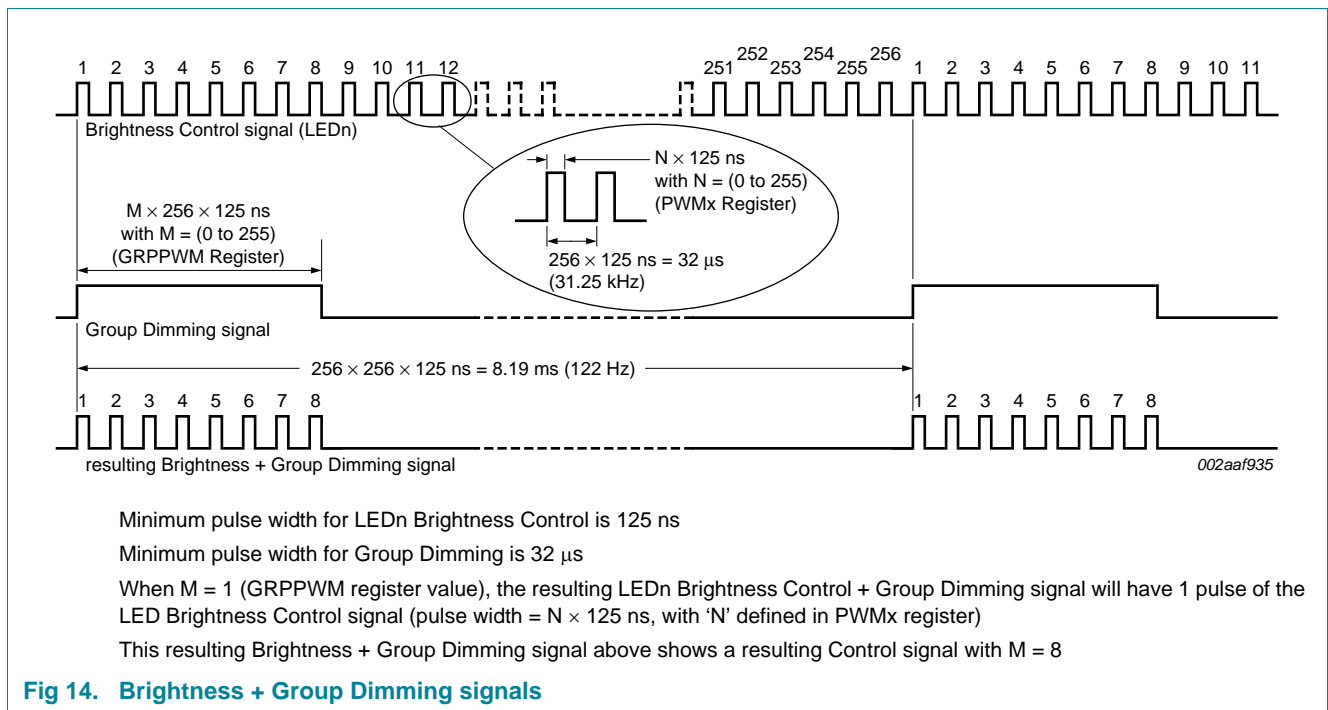 1 2 3 4 5 6 7 8 9 10 11 12 251 252 253 254 255 256 1 2 3 4 5 6 7 8 9 10 11
Brightness Control signal (LEDn)
N × 125 ns
with N = (0 to 255)
(PWMx Register)
256 × 125 ns = 32 μs
(31.25 kHz)
M × 256 × 125 ns
with M = (0 to 255)
(GRPPWM Register)
Group Dimming signal
256 × 256 × 125 ns = 8.19 ms (122 Hz)
1 2 3 4 5 6 7 8 1 2 3 4 5 6 7 8
resulting Brightness + Group Dimming signal
002aaf935
Minimum pulse width for LEDn Brightness Control is 125 ns
Minimum pulse width for Group Dimming is 32 μs
When M = 1 (GRPPWM register value), the resulting LEDn Brightness Control + Group Dimming signal will have 1 pulse of the
LED Brightness Control signal (pulse width = N × 125 ns, with ‘N’ defined in PWMx register)
This resulting Brightness + Group Dimming signal above shows a resulting Control signal with M = 8
Fig 14. Brightness + Group Dimming signals